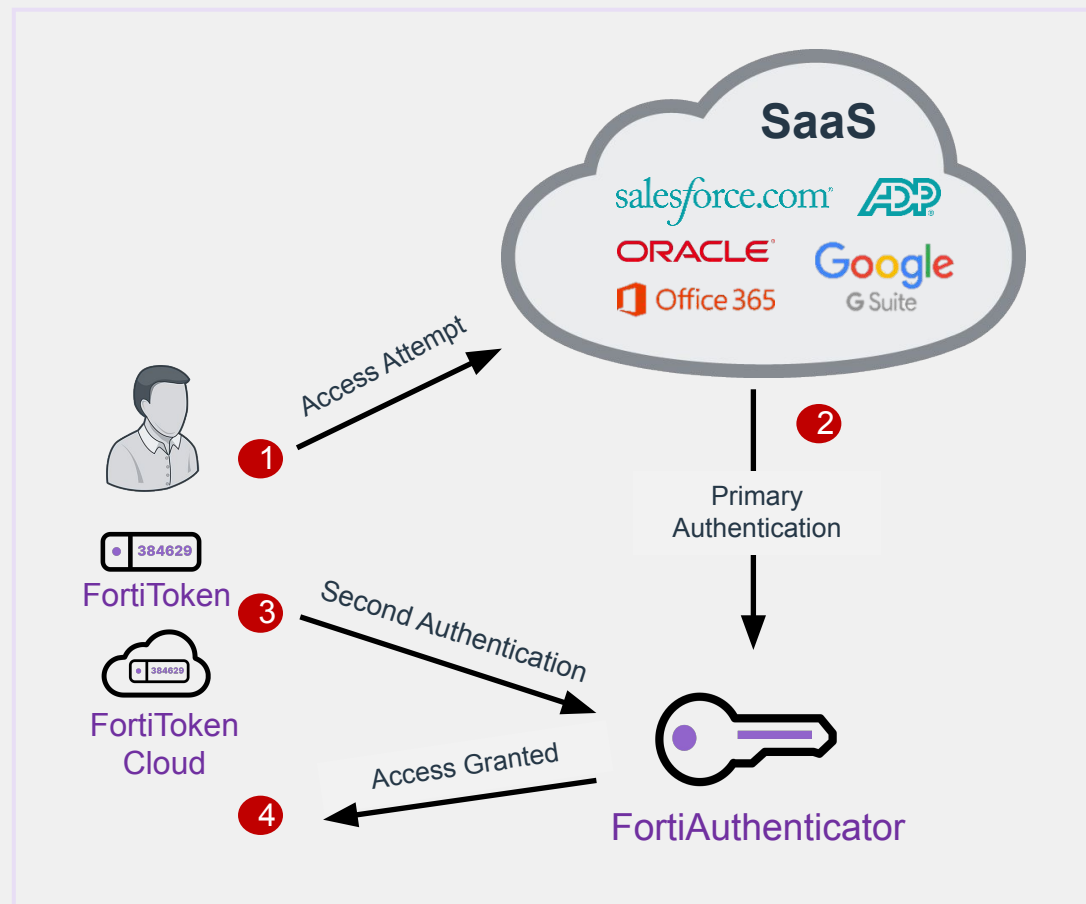 SaaS
salesforce.com
ADP
ORACLE
Google
G Suite
Office 365
Access Attempt
1
2
Primary
Authentication
384629
FortiToken
3
Second Authentication
384629
FortiToken
Cloud
Access Granted
4
FortiAuthenticator